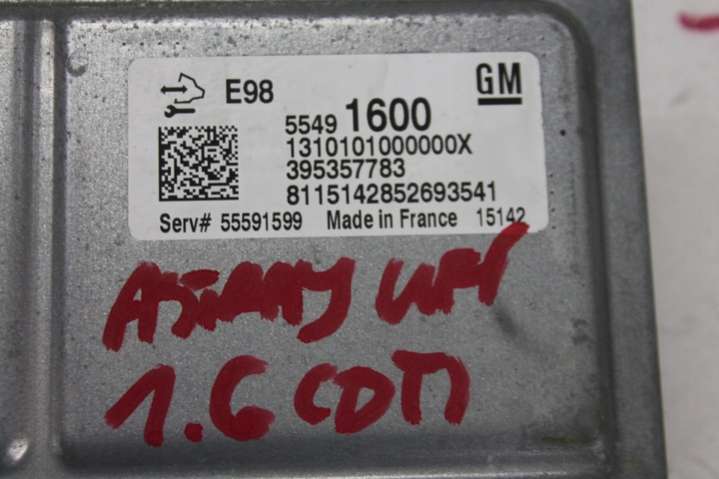 E98 GM
5549 1600
1310101000000X
395357783
8115142852693541
Serv# 55591599 Made in France 15142
1.6 CDTI